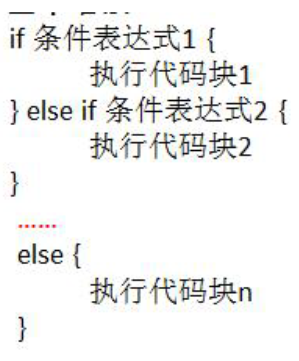 if 条件表达式1 {
执行代码块1
} else if 条件表达式2 {
执行代码块2
}
......
else {
执行代码块n
}